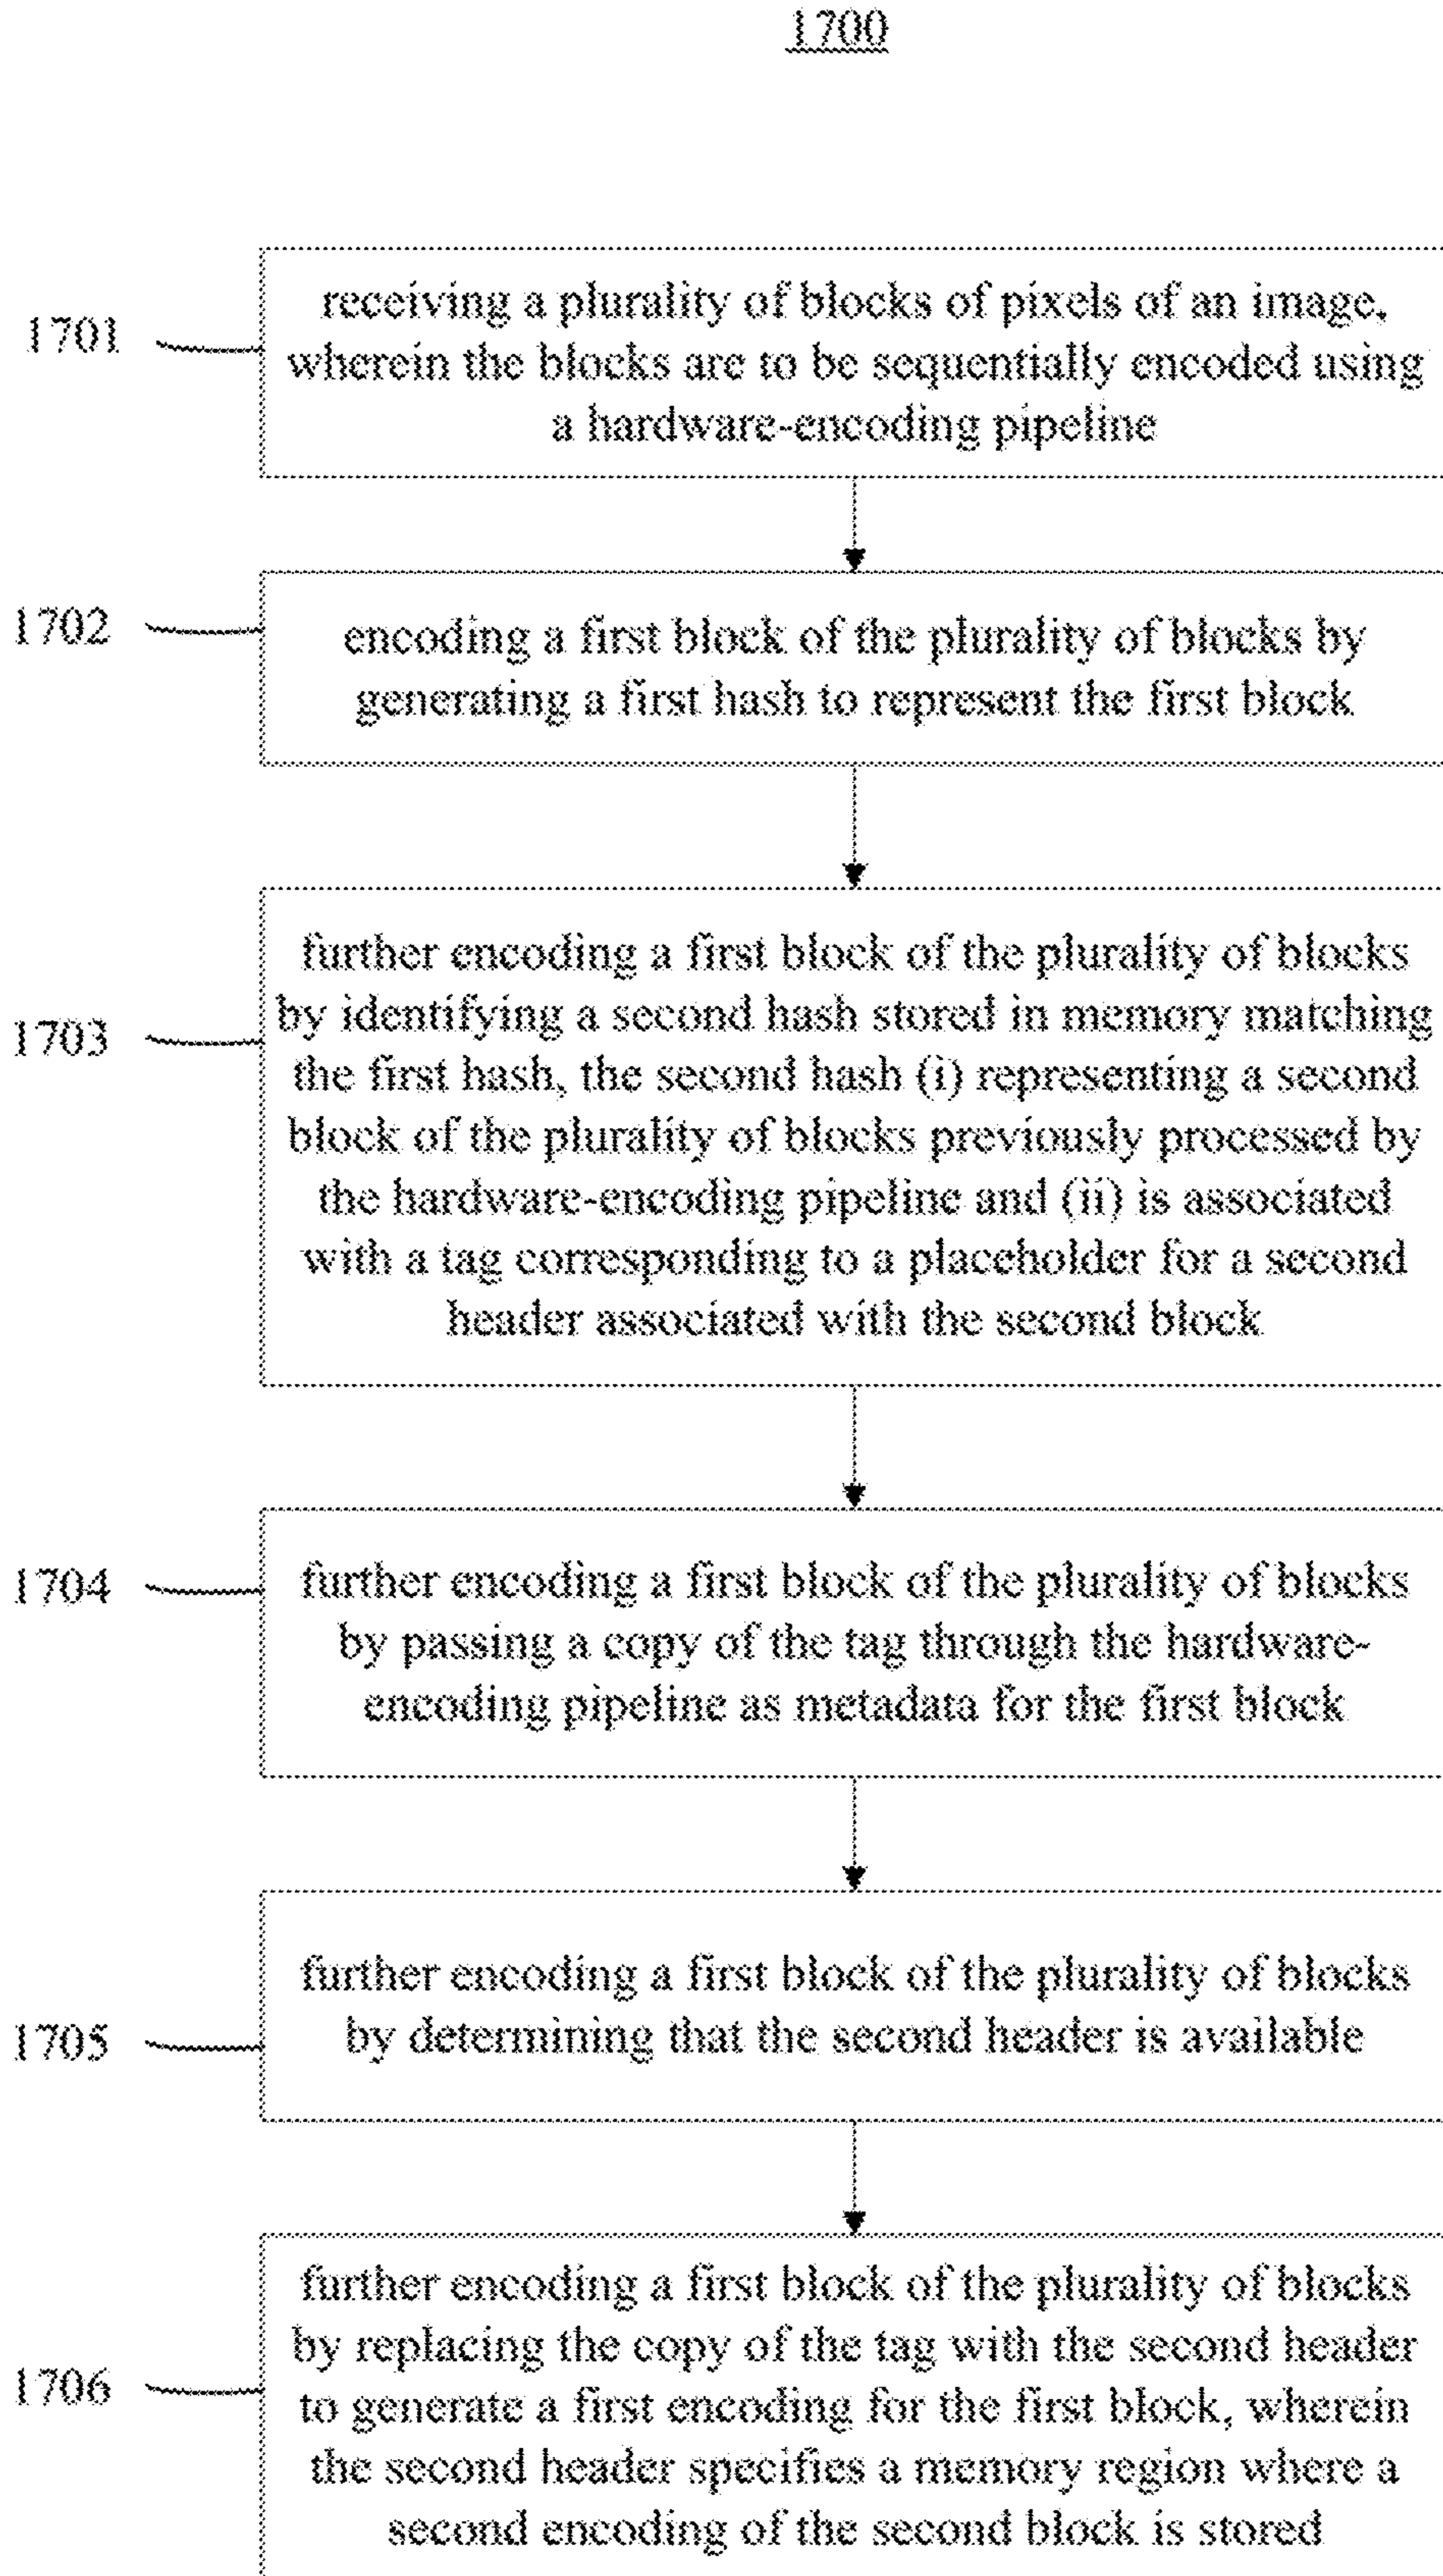 1700
1701
receiving a plurality of blocks of pixels of an image,
wherein the blocks are to be sequentially encoded using
a hardware-encoding pipeline
1702
encoding a first block of the plurality of blocks by
generating a first hash to represent the first block
1703
further encoding a first block of the plurality of blocks
by identifying a second hash stored in memory matching
the first hash, the second hash (i) representing a second
block of the plurality of blocks previously processed by
the hardware-encoding pipeline and (ii) is associated
with a tag corresponding to a placeholder for a second
header associated with the second block
1704
further encoding a first block of the plurality of blocks
by passing a copy of the tag through the hardware-
encoding pipeline as metadata for the first block
1705
further encoding a first block of the plurality of blocks
by determining that the second header is available
1706
further encoding a first block of the plurality of blocks
by replacing the copy of the tag with the second header
to generate a first encoding for the first block, wherein
the second header specifies a memory region where a
second encoding of the second block is stored